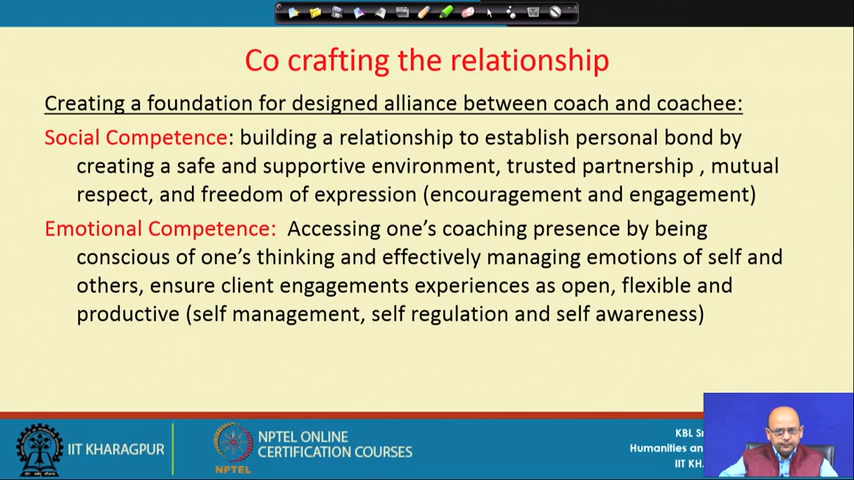 Co crafting the relationship
Creating a foundation for designed alliance between coach and coachee:
Social Competence: building a relationship to establish personal bond by
creating a safe and supportive environment, trusted partnership , mutual
respect, and freedom of expression (encouragement and engagement)
Emotional Competence: Accessing one's coaching presence by being
conscious of one's thinking and effectively managing emotions of self and
others, ensure client engagements experiences as open, flexible and
productive (self management, self regulation and self awareness)
IIT KHARAGPUR
NPTEL
NPTEL ONLINE
CERTIFICATION COURSES
KBL
Humanities
IIT